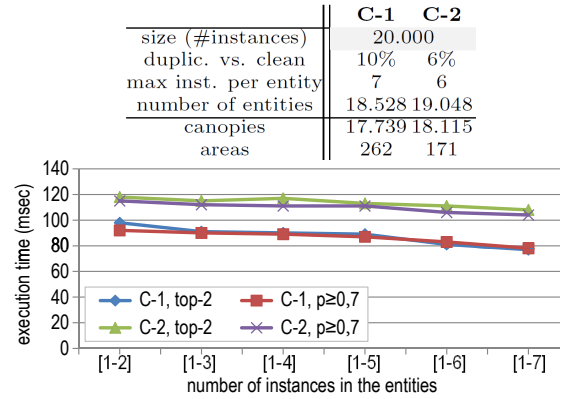 C-1 C-2
size (#instances) 20.000
duplic. vs. clean 10% 6%
max inst. per entity 7 6
number of entities 18.528 19.048
canopies 17.739 18.115
areas 262 171
140
120
100
80
60
40
20
0
execution time (msec)
C-1, top-2 C-1, p≥0,7
C-2, top-2 C-2, p≥0,7
[1-2] [1-3] [1-4] [1-5] [1-6] [1-7]
number of instances in the entities